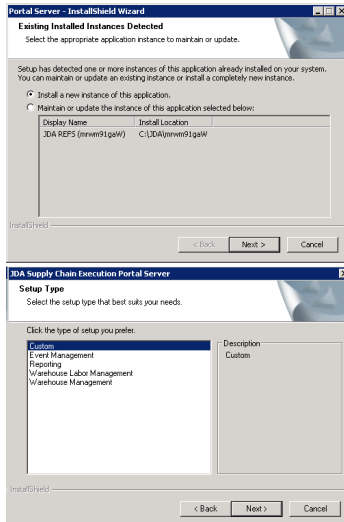 Portal Server - InstallShield Wizard
Existing Installed Instances Detected
Select the appropriate application instance to maintain or update.
Setup has detected one or more instances of this application already installed on your system.
You can maintain or update an existing instance or install a completely new instance.
Install a new instance of this application.
Maintain or update the instance of this application selected below:
Display Name Install Location
JDA REFS (mrwm91gaW) C:\JDA\mrwm91gaW
InstallShield
< Back Next > Cancel
JDA Supply Chain Execution Portal Server
Setup Type
Select the setup type that best suits your needs.
Click the type of setup you prefer.
Custom
Event Management
Reporting
Warehouse Labor Management
Warehouse Management
Description
Custom
InstallShield
< Back Next > Cancel